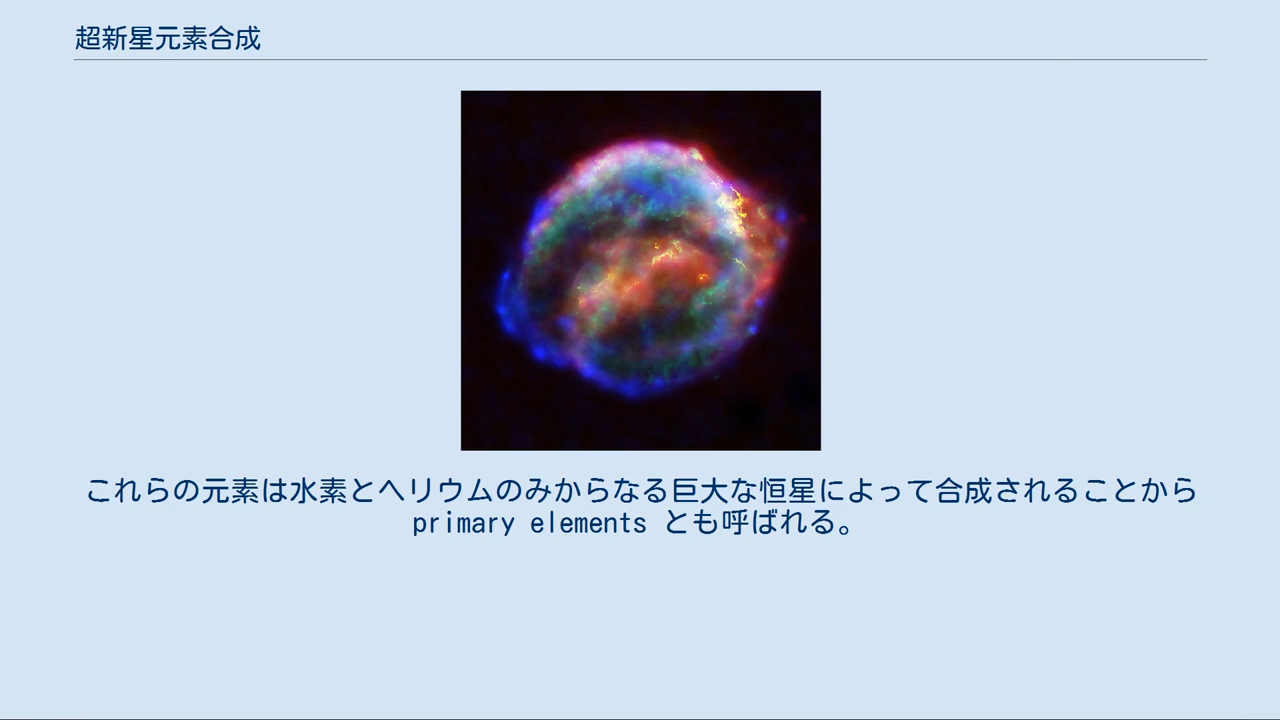 超新星元素合成
これらの元素は水素とヘリウムのみからなる巨大な恒星によって合成されることから
primary elements とも呼ばれる。